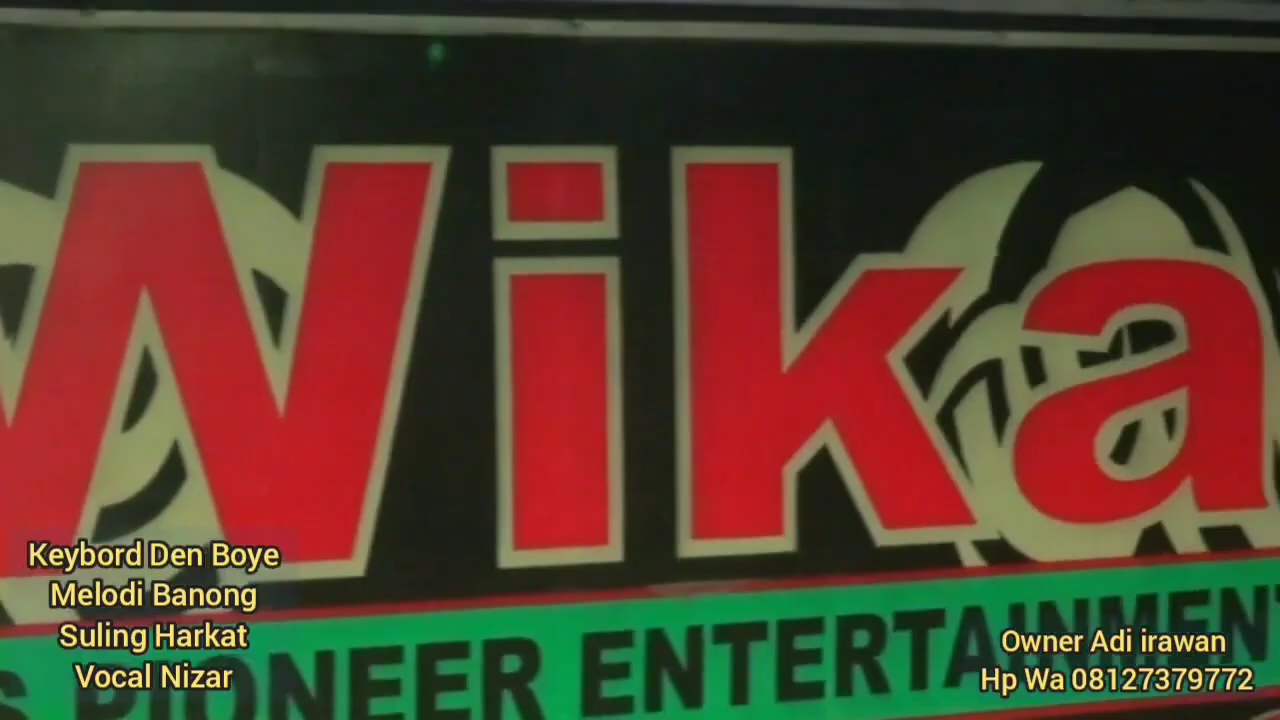 Wika
S PIONEER ENTERTAINMENT
Keybord Den Boye
Melodi Banong
Suling Harkat
Vocal Nizar
Owner Adi irawan
Hp Wa 08127379772